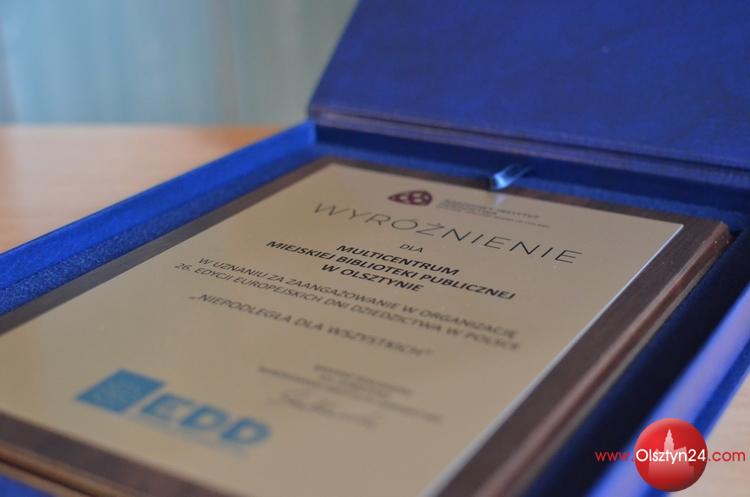 WYRÓŻNIENIE
DLA
MULTICENTRUM
MIEJSKIEJ BIBLIOTEKI PUBLICZNEJ
W OLSZTYNIE
W UZNANIU ZA ZAANGAŻOWANIE W ORGANIZACJĘ
26. EDYCJI EUROPEJSKICH DNI DZIEDZICTWA W POLSCE
„NIEPODLEGŁA DLA WSZYSTKICH"
EDD
www.Olsztyn24.com